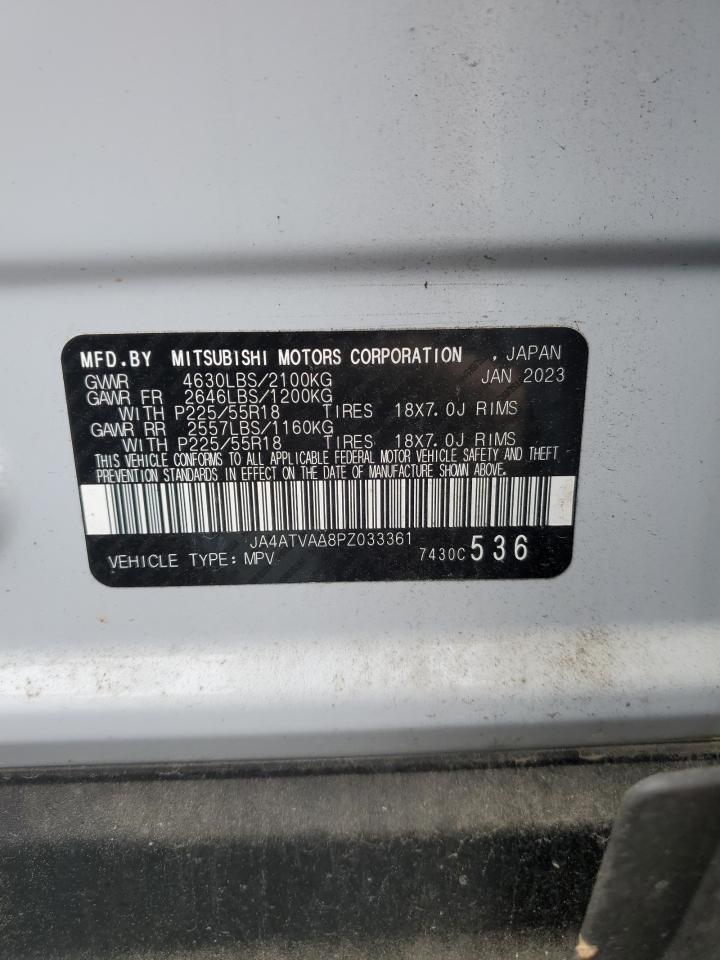 MFD.BY MITSUBISHI MOTORS CORPORATION , JAPAN
GVWR 4630LBS/2100KG JAN 2023
GAWR FR 2646LBS/1200KG
WITH P225/55R18 TIRES 18X7.0J RIMS
GAWR RR 2557LBS/1160KG
WITH P225/55R18 TIRES 18X7.0J RIMS
THIS VEHICLE CONFORMS TO ALL APPLICABLE FEDERAL MOTOR VEHICLE SAFETY AND THEFT
PREVENTION STANDARDS IN EFFECT ON THE DATE OF MANUFACTURE SHOWN ABOVE.
JA4ATVAA8PZ033361
VEHICLE TYPE: MPV 7430C 536